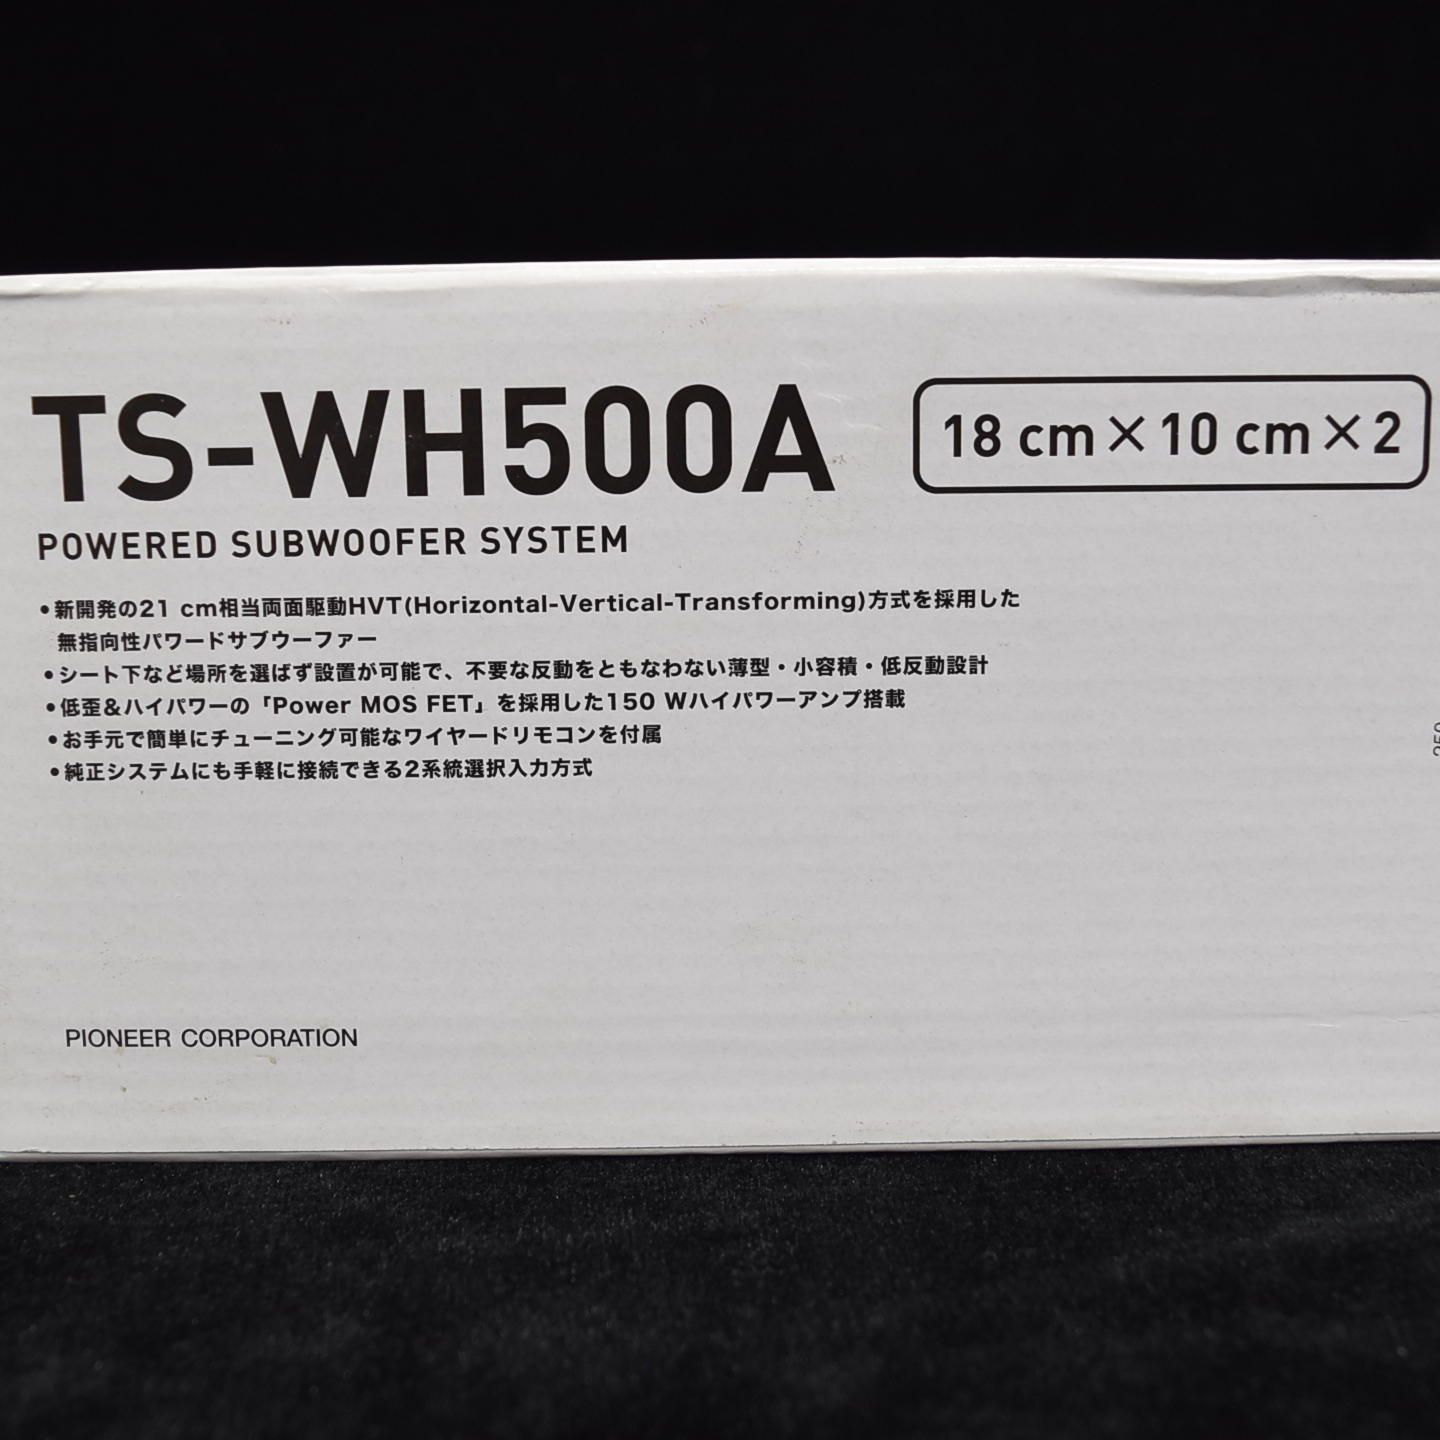 TS-WH500A
18 cm×10 cm×2
POWERED SUBWOOFER SYSTEM
•新開発の21 cm相当両面駆動HVT(Horizontal-Vertical-Transforming)方式を採用した
無指向性パワードサブウーファー
•シート下など場所を選ばず設置が可能で、不要な反動をともなわない薄型・小容積・低反動設計
•低歪&ハイパワーの「Power MOS FET」を採用した150 Wハイパワーアンプ搭載
•お手元で簡単にチューニング可能なワイヤードリモコンを付属
•純正システムにも手軽に接続できる2系統選択入力方式
PIONEER CORPORATION